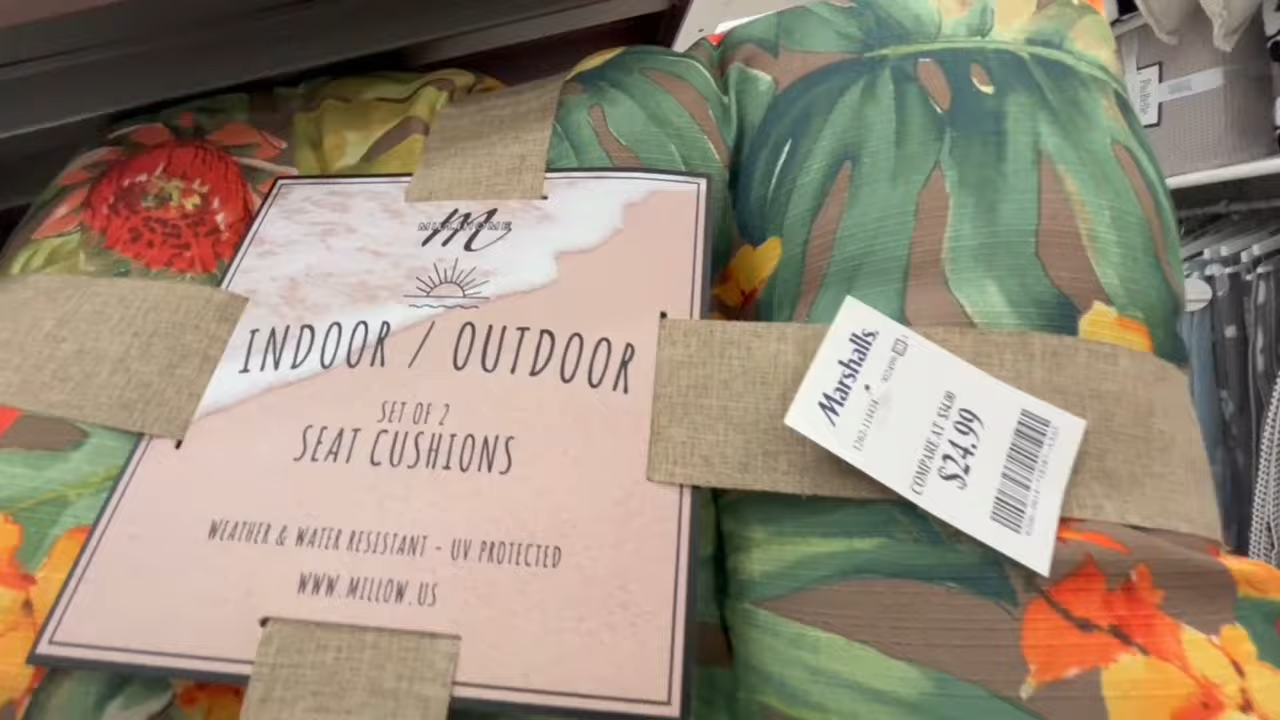 m
INDOOR / OUTDOOR
SET OF 2
SEAT CUSHIONS
WEATHER & WATER RESISTANT - UV PROTECTED
WWW.MILLOW.US
Marshalls.
COMPARE AT $34.00
$24.99